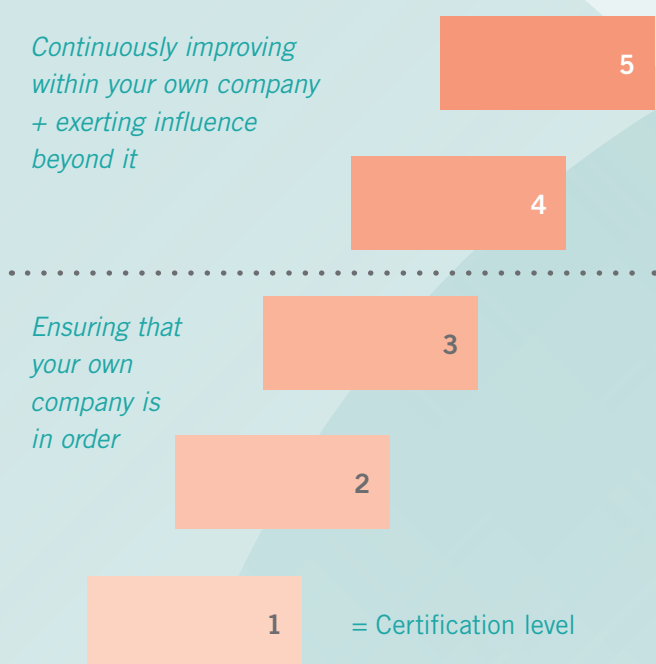 Continuously improving
within your own company
+ exerting influence
beyond it
5
4
Ensuring that
your own
company is
in order
3
2
1 = Certification level